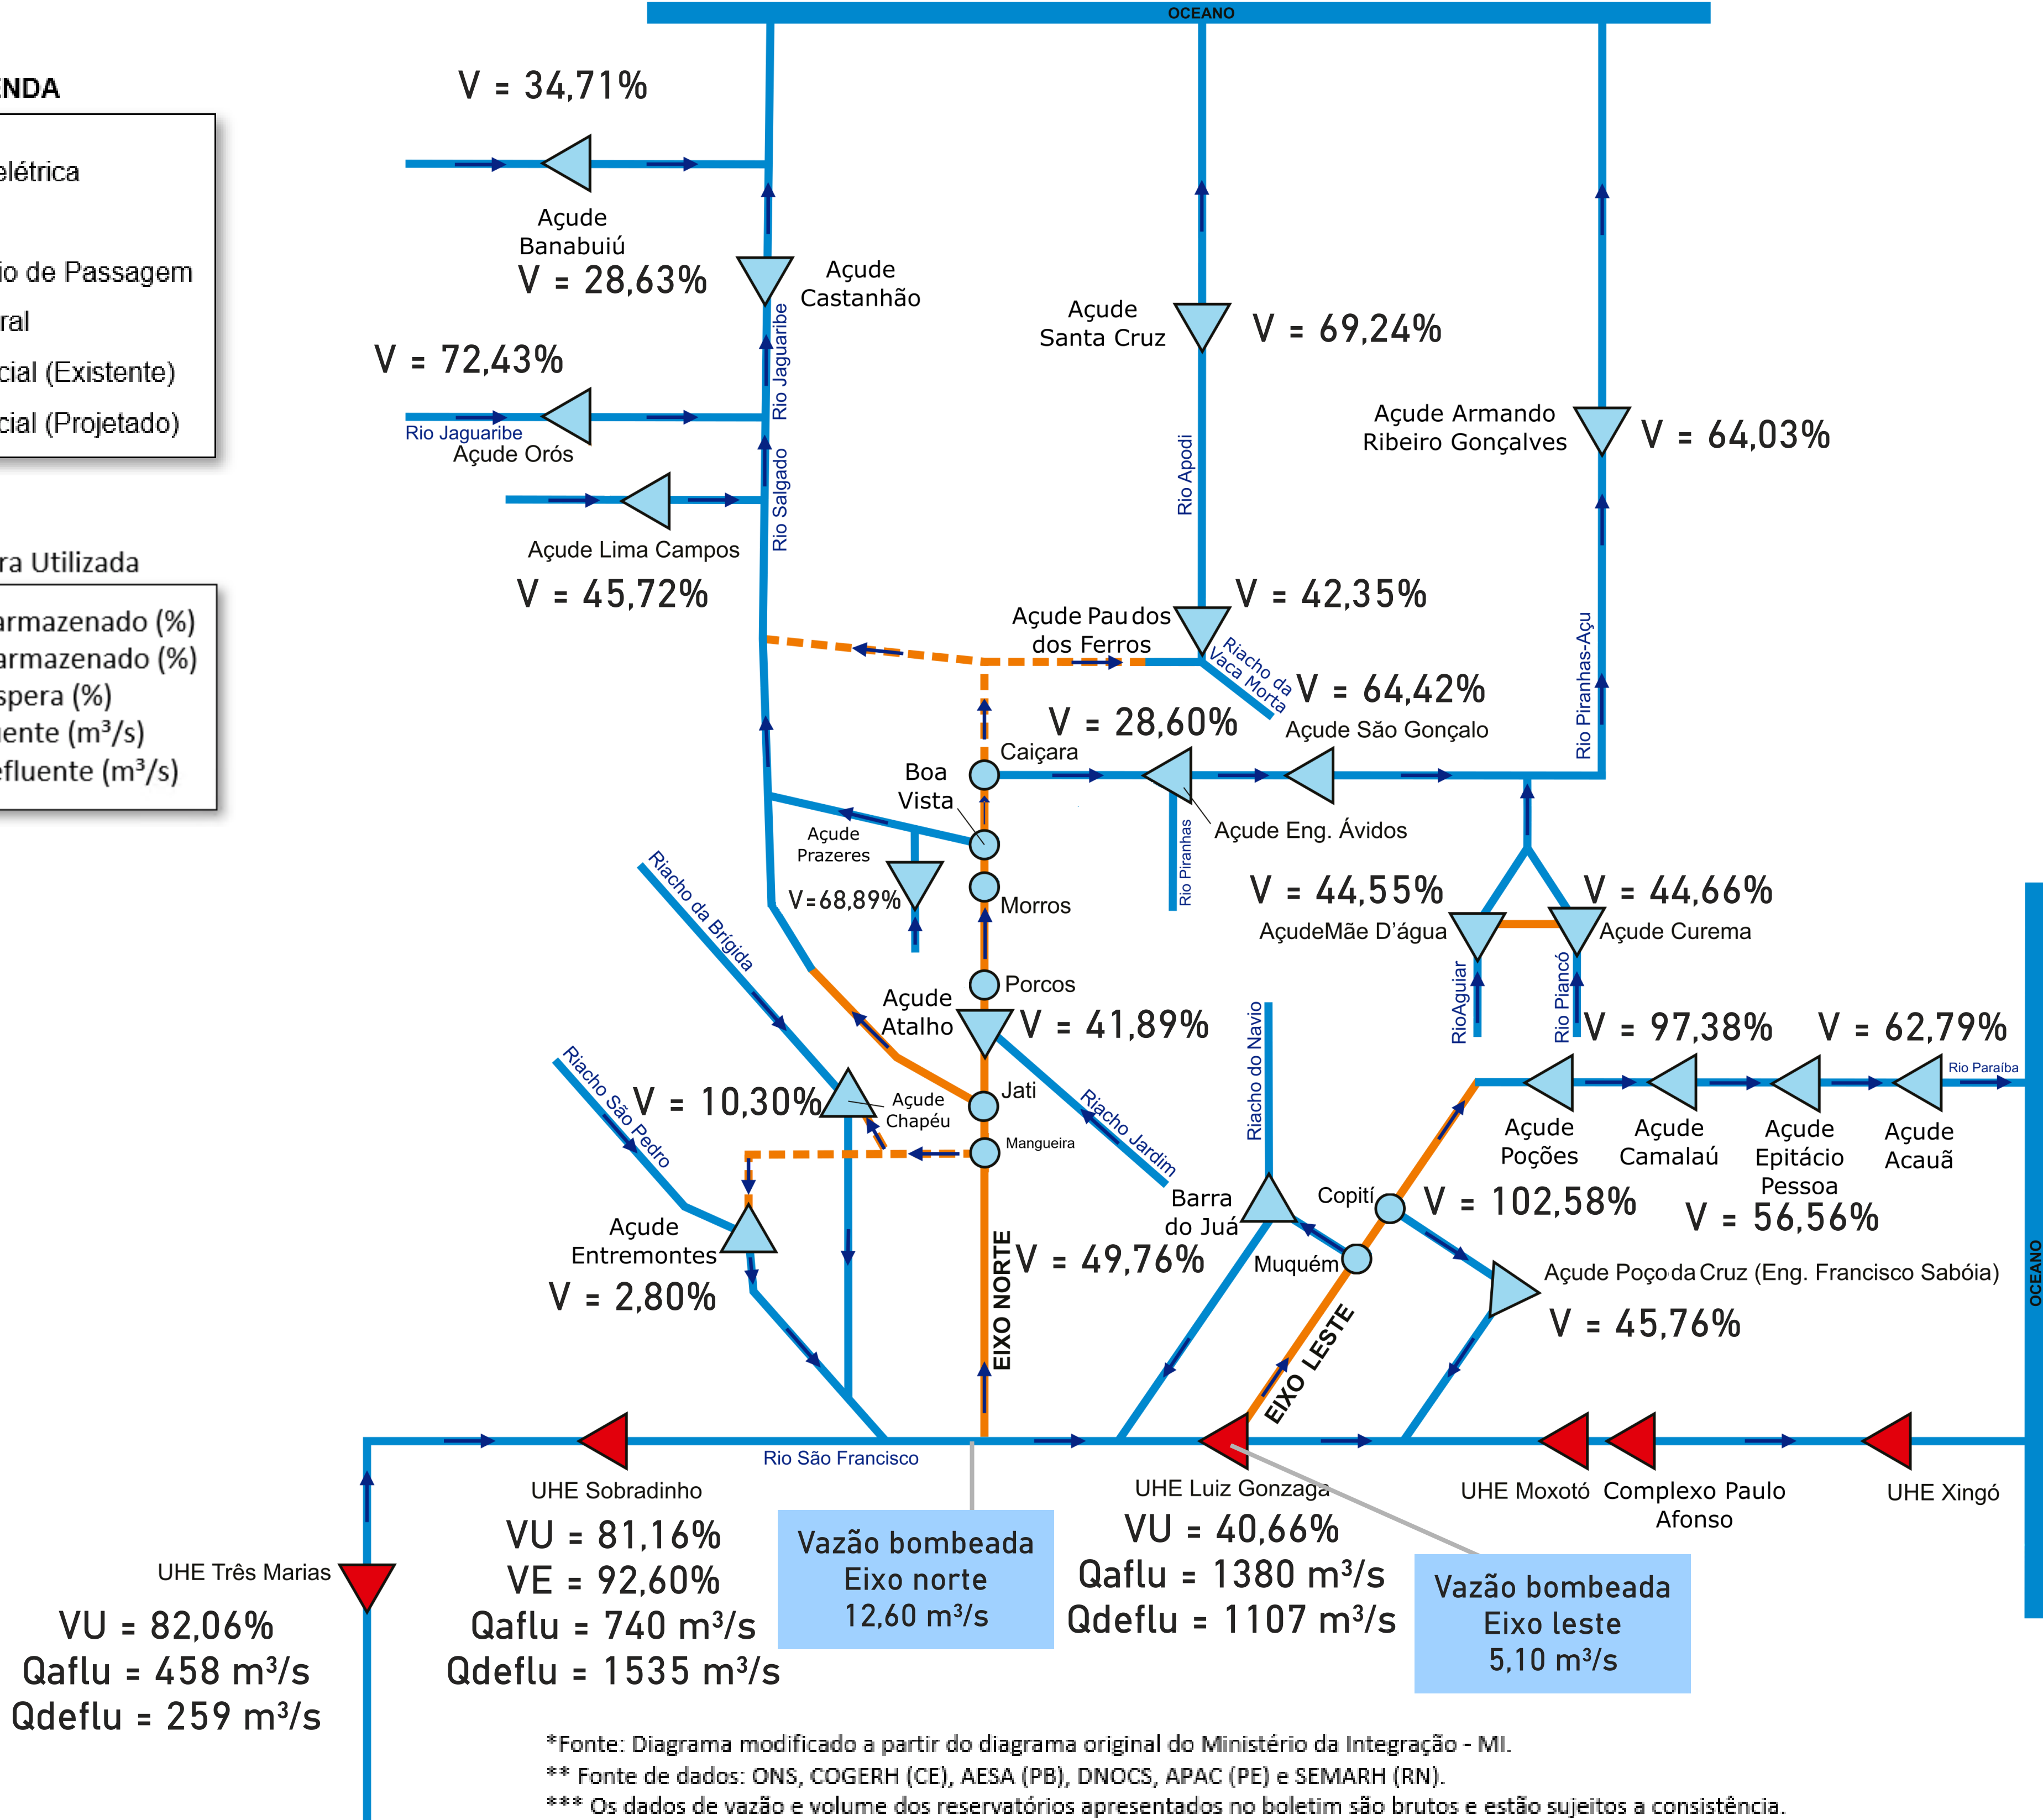 OCEANO
V = 34,71%
ENDA
elétrica
io de Passagem
ral
cial (Existente)
cial (Projetado)
Açude
Banabuiú
V = 28,63%
Açude
Castanhão
Rio Jaguaribe
V = 72,43%
Rio Jaguaribe
Açude Orós
Rio Salgado
Açude Lima Campos
V = 45,72%
Açude
Santa Cruz
V = 69,24%
Rio Apodi
Açude Armando
Ribeiro Gonçalves
V = 64,03%
Rio Piranhas-Açu
ra Utilizada
armazenado (%)
armazenado (%)
spera (%)
uente (m³/s)
efluente (m³/s)
Açude Pau dos
dos Ferros
V = 42,35%
Riacho da
Vaca Morta
V = 64,42%
Açude São Gonçalo
V = 28,60%
Caiçara
Boa
Vista
Açude Eng. Ávidos
Rio Piranhas
Açude
Prazeres
V=68,89%
Morros
Riacho da Brígida
V = 44,55%
AçudeMãe D'água
V = 44,66%
Açude Curema
RioAguiar
Rio Piancó
Porcos
Açude
Atalho
V = 41,89%
Riacho do Navio
V = 97,38%
V = 62,79%
Rio Paraíba
Riacho São Pedro
V = 10,30%
Açude
Chapéu
Jati
Mangueira
Riacho Jardim
Açude
Poções
Açude
Camalaú
Açude
Epitácio
Pessoa
Açude
Acauã
V = 102,58%
V = 56,56%
Barra
do Juá
Copití
Muquém
V = 49,76%
Açude
Entremontes
V = 2,80%
EIXO NORTE
EIXO LESTE
Açude Poço da Cruz (Eng. Francisco Sabóia)
V = 45,76%
OCEANO
Rio São Francisco
UHE Sobradinho
VU = 81,16%
VE = 92,60%
Qaflu = 740 m³/s
Qdeflu = 1535 m³/s
Vazão bombeada
Eixo norte
12,60 m³/s
UHE Luiz Gonzaga
VU = 40,66%
Qaflu = 1380 m³/s
Qdeflu = 1107 m³/s
Vazão bombeada
Eixo leste
5,10 m³/s
UHE Moxotó
Complexo Paulo
Afonso
UHE Xingó
UHE Três Marias
VU = 82,06%
Qaflu = 458 m³/s
Qdeflu = 259 m³/s
*Fonte: Diagrama modificado a partir do diagrama original do Ministério da Integração - MI.
** Fonte de dados: ONS, COGERH (CE), AESA (PB), DNOCS, APAC (PE) e SEMARH (RN).
*** Os dados de vazão e volume dos reservatórios apresentados no boletim são brutos e estão sujeitos a consistência.